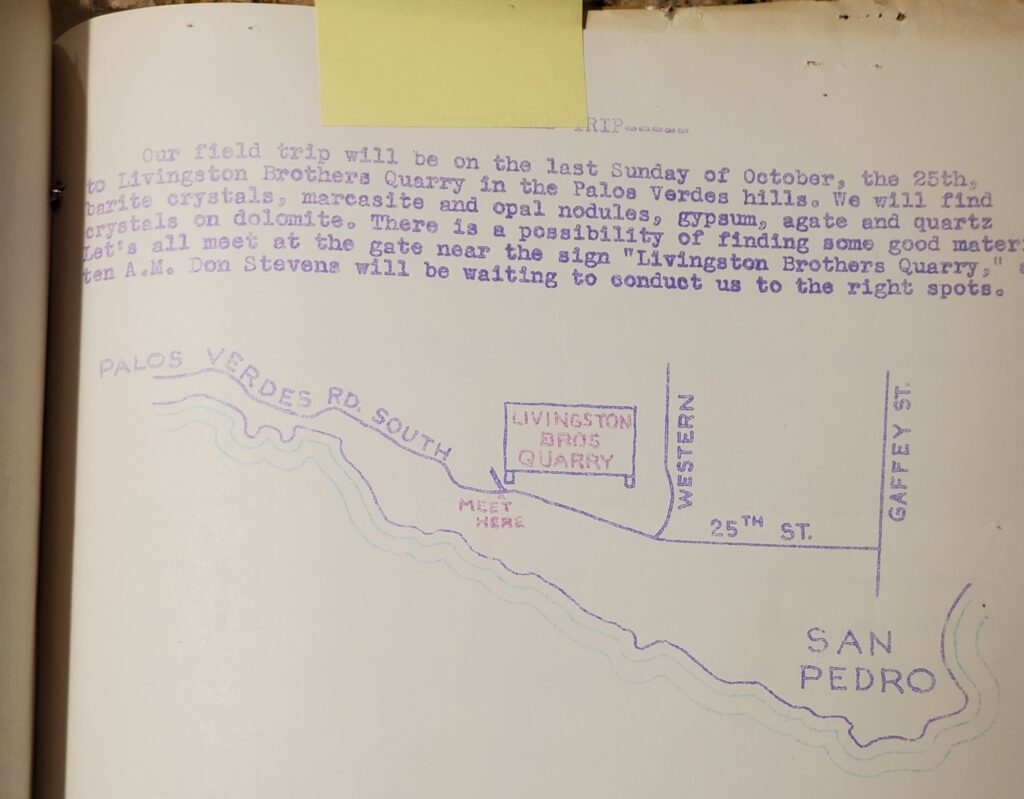 TRIP-----
Our field trip will be on the last Sunday of October, the 25th,
to Livingston Brothers Quarry in the Palos Verdes hills. We will find
barite crystals, marcasite and opal nodules, gypsum, agate and quartz
crystals on dolomite. There is a possibility of finding some good
Let's all meet at the gate near the sign "Livingston Brothers Quarry,"
ten A.M. Don Stevens will be waiting to conduct us to the right spots.
PALOS VERDES RD. SOUTH
LIVINGSTON
BROS
QUARRY
MEET
HERE
WESTERN
25TH ST.
GAFFEY ST.
SAN
PEDRO